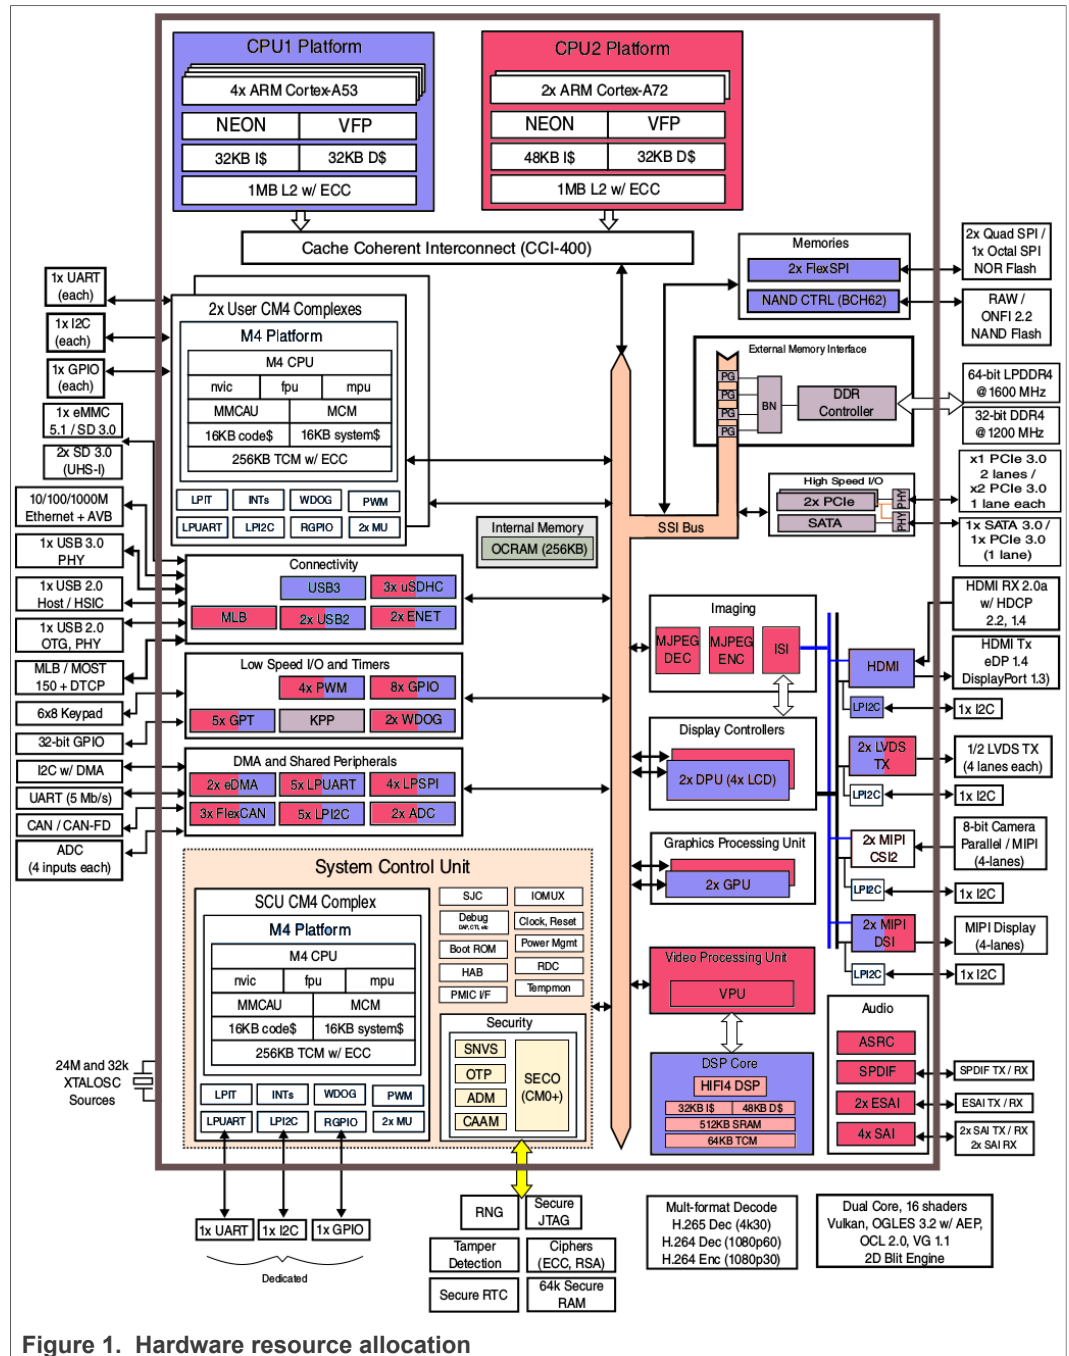 CPU1 Platform
4x ARM Cortex-A53
NEON
VFP
32KB I$
32KB D$
1MB L2 w/ ECC
CPU2 Platform
2x ARM Cortex-A72
NEON
VFP
48KB I$
32KB D$
1MB L2 w/ ECC
Cache Coherent Interconnect (CCI-400)
Memories
2x FlexSPI
NAND CTRL (BCH62)
2x Quad SPI /
1x Octal SPI
NOR Flash
RAW /
ONFI 2.2
NAND Flash
1x UART
(each)
1x I2C
(each)
1x GPIO
(each)
1x eMMC
5.1 / SD 3.0
2x SD 3.0
(UHS-I)
10/100/1000M
Ethernet + AVB
1x USB 3.0
PHY
1x USB 2.0
Host / HSIC
1x USB 2.0
OTG, PHY
MLB / MOST
150 + DTCP
6x8 Keypad
32-bit GPIO
I2C w/ DMA
UART (5 Mb/s)
CAN / CAN-FD
ADC
(4 inputs each)
2x User CM4 Complexes
M4 Platform
M4 CPU
nvic
fpu
mpu
MMCAU
MCM
16KB code$
16KB system$
256KB TCM w/ ECC
LPIT
INTs
WDOG
PWM
LPUART
LPI2C
RGPIO
2x MU
Internal Memory
OCRAM (256KB)
SSI Bus
External Memory Interface
PG
PG
PG
PG
BN
DDR
Controller
64-bit LPDDR4
@1600 MHz
32-bit DDR4
@1200 MHz
High Speed I/O
2x PCIe
SATA
PHY
PHY
x1 PCIe 3.0
2 lanes /
x2 PCIe 3.0
1 lane each
1x SATA 3.0 /
1x PCIe 3.0
(1 lane)
Connectivity
USB3
3x uSDHC
MLB
2x USB2
2x ENET
Low Speed I/O and Timers
4x PWM
8x GPIO
5x GPT
KPP
2x WDOG
DMA and Shared Peripherals
2x eDMA
5x LPUART
4x LPSPI
3x FlexCAN
5x LPI2C
2x ADC
Imaging
MJPEG
DEC
MJPEG
ENC
ISI
Display Controllers
2x DPU (4x LCD)
Graphics Processing Unit
2x GPU
Video Processing Unit
VPU
DSP Core
HIFI4 DSP
32KB I$
48KB D$
512KB SRAM
64KB TCM
HDMI
LPI2C
2x LVDS
TX
LPI2C
2x MIPI
CSI2
LPI2C
2x MIPI
DSI
LPI2C
HDMI RX 2.0a
w/ HDCP
2.2, 1.4
HDMI Tx
eDP 1.4
DisplayPort 1.3)
1x I2C
1/2 LVDS TX
(4 lanes each)
1x I2C
8-bit Camera
Parallel / MIPI
(4-lanes)
1x I2C
MIPI Display
(4-lanes)
1x I2C
Audio
ASRC
SPDIF
2x ESAI
4x SAI
SPDIF TX / RX
ESAI TX / RX
2x SAI TX / RX
2x SAI RX
System Control Unit
SCU CM4 Complex
M4 Platform
M4 CPU
nvic
fpu
mpu
MMCAU
MCM
16KB code$
16KB system$
256KB TCM w/ ECC
LPIT
INTs
WDOG
PWM
LPUART
LPI2C
RGPIO
2x MU
SJC
IOMUX
Debug
DAP, CTI, etc
Clock, Reset
Boot ROM
Power Mgmt
HAB
RDC
PMIC I/F
Tempmon
Security
SNVS
OTP
ADM
CAAM
SECO
(CM0+)
24M and 32k
XTALOSC
Sources
1x UART
1x I2C
1x GPIO
Dedicated
RNG
Secure
JTAG
Tamper
Detection
Ciphers
(ECC, RSA)
Secure RTC
64k Secure
RAM
Mult-format Decode
H.265 Dec (4k30)
H.264 Dec (1080p60)
H.264 Enc (1080p30)
Dual Core, 16 shaders
Vulkan, OGLES 3.2 w/ AEP,
OCL 2.0, VG 1.1
2D Blit Engine
Figure 1. Hardware resource allocation